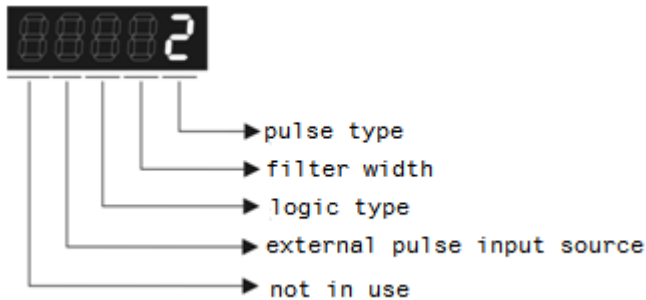 2
pulse type
filter width
logic type
external pulse input source
not in use